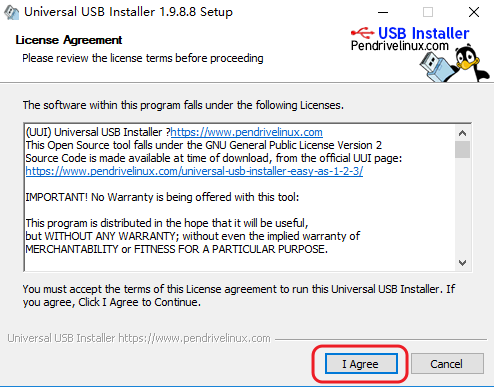 Universal USB Installer 1.9.8.8 Setup
License Agreement
Please review the license terms before proceeding
USB Installer
Pendrivelinux.com
The software within this program falls under the following Licenses.
(UUI) Universal USB Installer ?https://www.pendrivelinux.com
This Open Source tool falls under the GNU General Public License Version 2
Source Code is made available at time of download, from the official UUI page:
https://www.pendrivelinux.com/universal-usb-installer-easy-as-1-2-3/
IMPORTANT! No Warranty is being offered with this tool:
This program is distributed in the hope that it will be useful,
but WITHOUT ANY WARRANTY; without even the implied warranty of
MERCHANTABILITY or FITNESS FOR A PARTICULAR PURPOSE.
You must accept the terms of this License agreement to run this Universal USB Installer. If
you agree, Click I Agree to Continue.
Universal USB Installer https://www.pendrivelinux.com
I Agree
Cancel